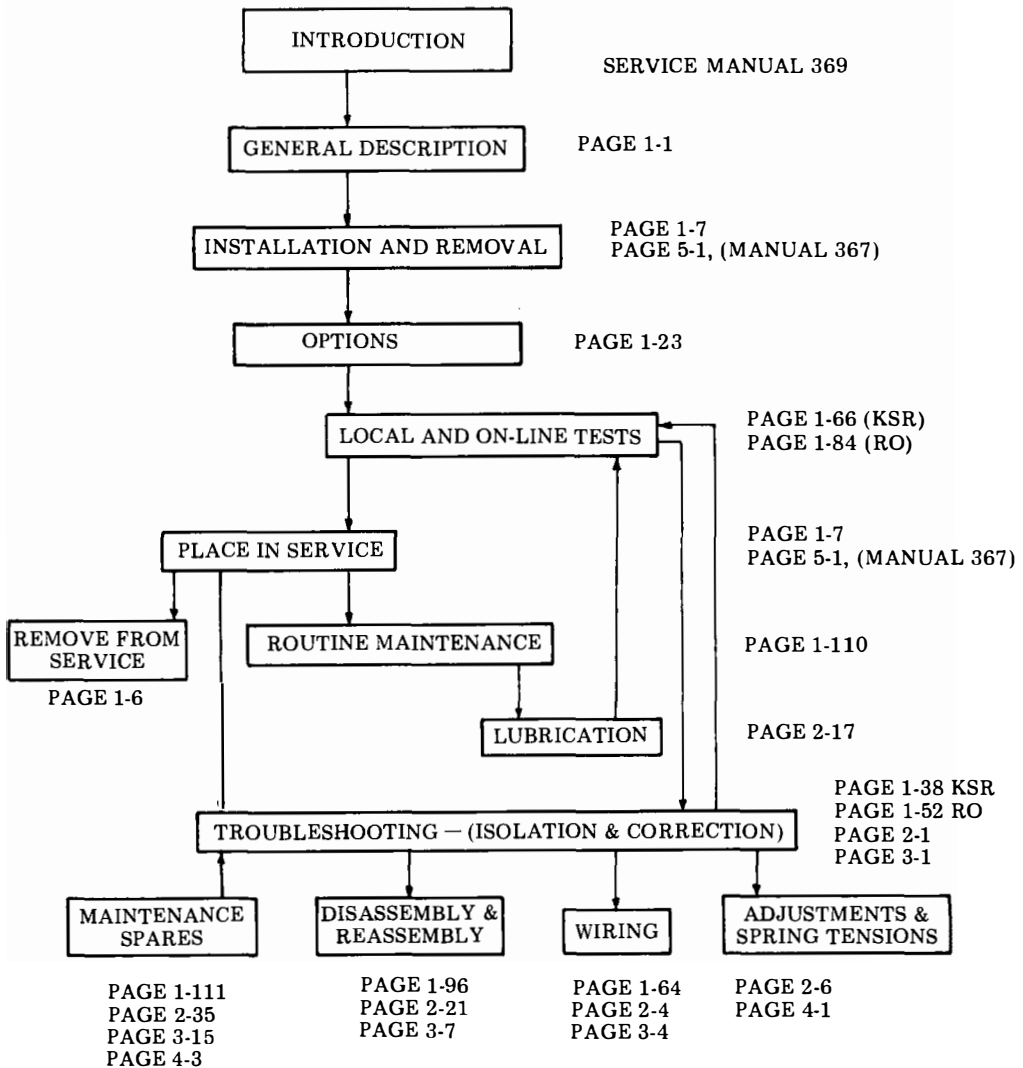 INTRODUCTION
SERVICE MANUAL 369
GENERAL DESCRIPTION
PAGE 1-1
INSTALLATION AND REMOVAL
PAGE 1-7
PAGE 5-1, (MANUAL 367)
OPTIONS
PAGE 1-23
LOCAL AND ON-LINE TESTS
PAGE 1-66 (KSR)
PAGE 1-84 (RO)
PLACE IN SERVICE
PAGE 1-7
PAGE 5-1, (MANUAL 367)
REMOVE FROM
SERVICE
PAGE 1-6
ROUTINE MAINTENANCE
PAGE 1-110
LUBRICATION
PAGE 2-17
TROUBLESHOOTING — (ISOLATION & CORRECTION)
PAGE 1-38 KSR
PAGE 1-52 RO
PAGE 2-1
PAGE 3-1
MAINTENANCE
SPARES
PAGE 1-111
PAGE 2-35
PAGE 3-15
PAGE 4-3
DISASSEMBLY &
REASSEMBLY
PAGE 1-96
PAGE 2-21
PAGE 3-7
WIRING
PAGE 1-64
PAGE 2-4
PAGE 3-4
ADJUSTMENTS &
SPRING TENSIONS
PAGE 2-6
PAGE 4-1